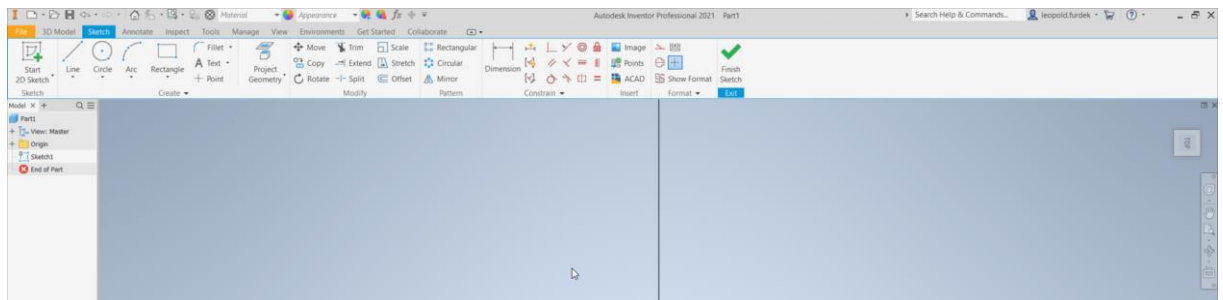 Material Appearance fx Autodesk Inventor Professional 2021 Part1 Search Help & Commands... leopold.furdek
File 3D Model Sketch Annotate Inspect Tools Manage View Environments Get Started Collaborate
Start 2D Sketch
Line
Circle
Arc
Rectangle
Fillet
Text
Point
Project Geometry
Move Trim Scale
Copy Extend Stretch
Rotate Split Offset
Rectangular
Circular
Mirror
Dimension
Image
Points
ACAD
Show Format
Finish Sketch
Sketch Create Modify Pattern Constrain Insert Format Exit
Model
Part1
View: Master
Origin
Sketch1
End of Part